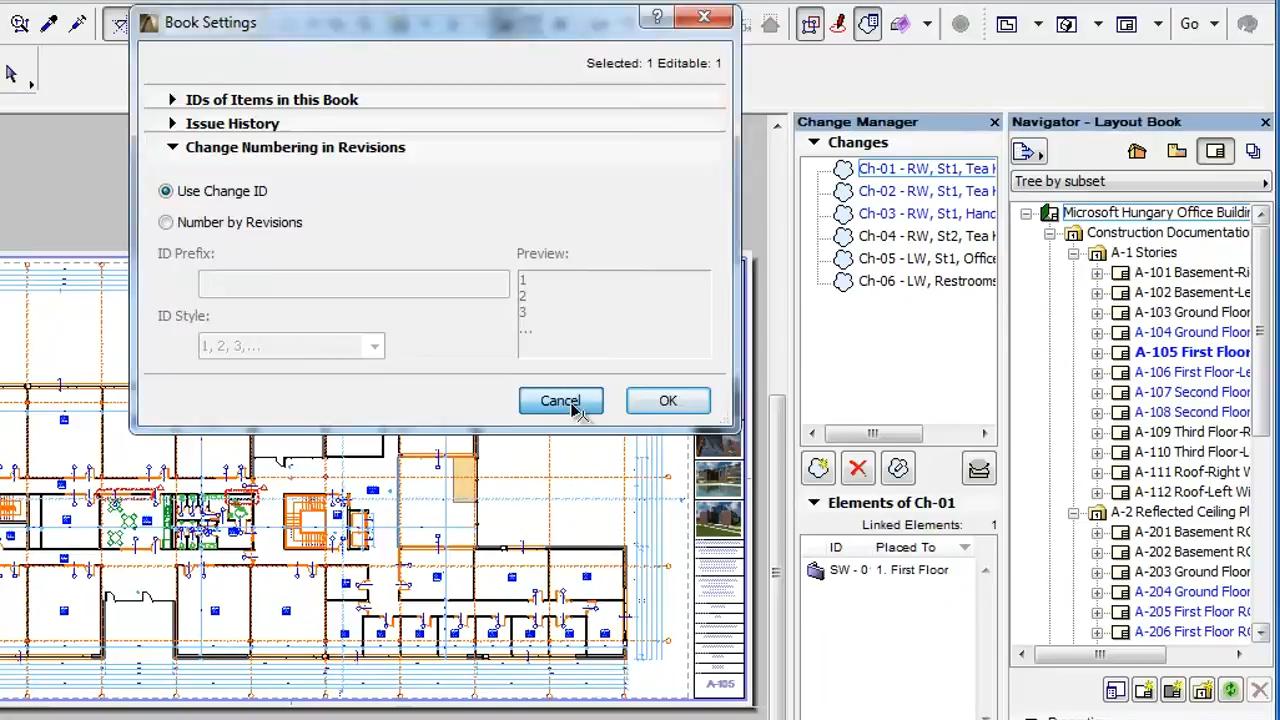 Book Settings
?
Go
Selected: 1 Editable: 1
IDs of Items in this Book
Issue History
Change Numbering in Revisions
Use Change ID
Number by Revisions
ID Prefix:
Preview:
1
2
3
...
ID Style:
1, 2, 3,...
Cancel
OK
A-105
Change Manager
Changes
Ch-01 - RW, St1, Tea
Ch-02 - RW, St1, Tea
Ch-03 - RW, St1, Hand
Ch-04 - RW, St2, Tea
Ch-05 - LW, St1, Office
Ch-06 - LW, Restrooms
Elements of Ch-01
Linked Elements: 1
ID Placed To
SW - 0 1. First Floor
Navigator - Layout Book
Tree by subset
Microsoft Hungary Office Buildin
Construction Documentatio
A-1 Stories
A-101 Basement-Ri
A-102 Basement-Le
A-103 Ground Floor
A-104 Ground Floor
A-105 First Floor
A-106 First Floor-Le
A-107 Second Floor
A-108 Second Floor
A-109 Third Floor-R
A-110 Third Floor-L
A-111 Roof-Right W
A-112 Roof-Left Wi
A-2 Reflected Ceiling Pl
A-201 Basement RC
A-202 Basement RC
A-203 Ground Floor
A-204 Ground Floor
A-205 First Floor RC
A-206 First Floor RC